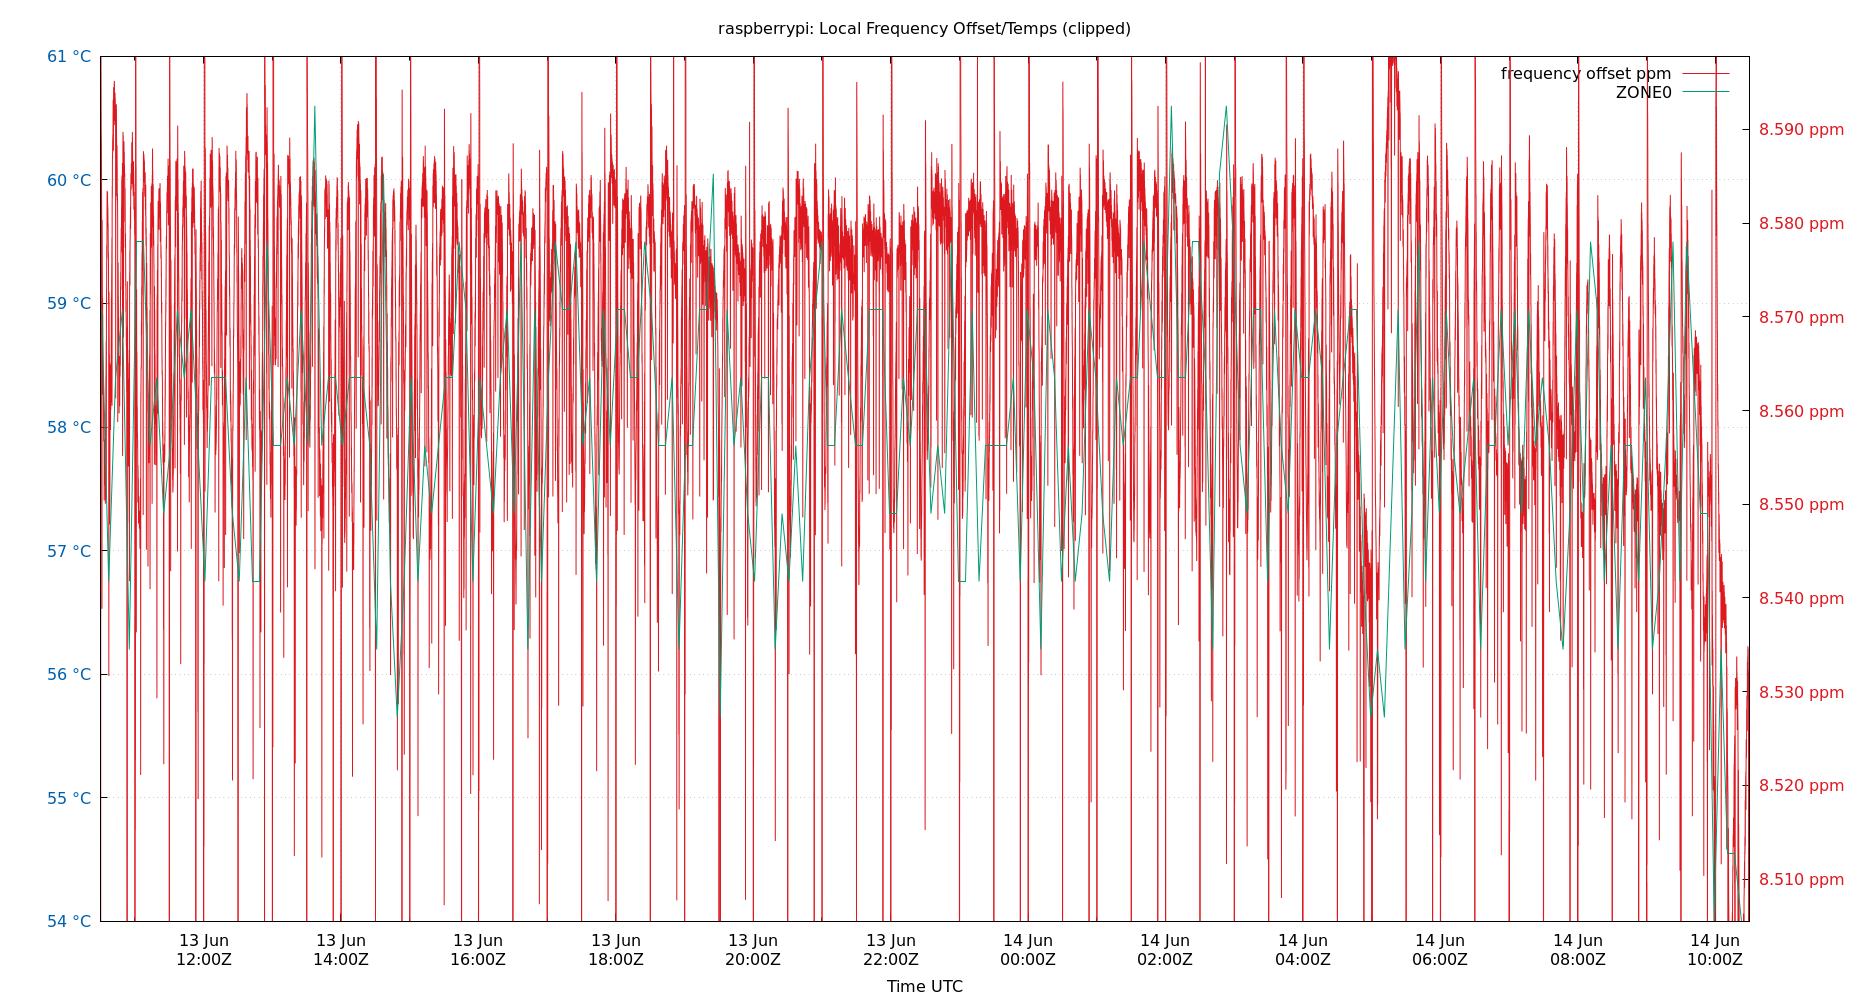 raspberrypi: Local Frequency Offset/Temps (clipped)
61 °C
60 °C
59 °C
58 °C
57 °C
56 °C
55 °C
54 °C
frequency offset ppm
ZONE0
8.590 ppm
8.580 ppm
8.570 ppm
8.560 ppm
8.550 ppm
8.540 ppm
8.530 ppm
8.520 ppm
8.510 ppm
13 Jun
12:00Z
13 Jun
14:00Z
13 Jun
16:00Z
13 Jun
18:00Z
13 Jun
20:00Z
13 Jun
22:00Z
14 Jun
00:00Z
14 Jun
02:00Z
14 Jun
04:00Z
14 Jun
06:00Z
14 Jun
08:00Z
14 Jun
10:00Z
Time UTC